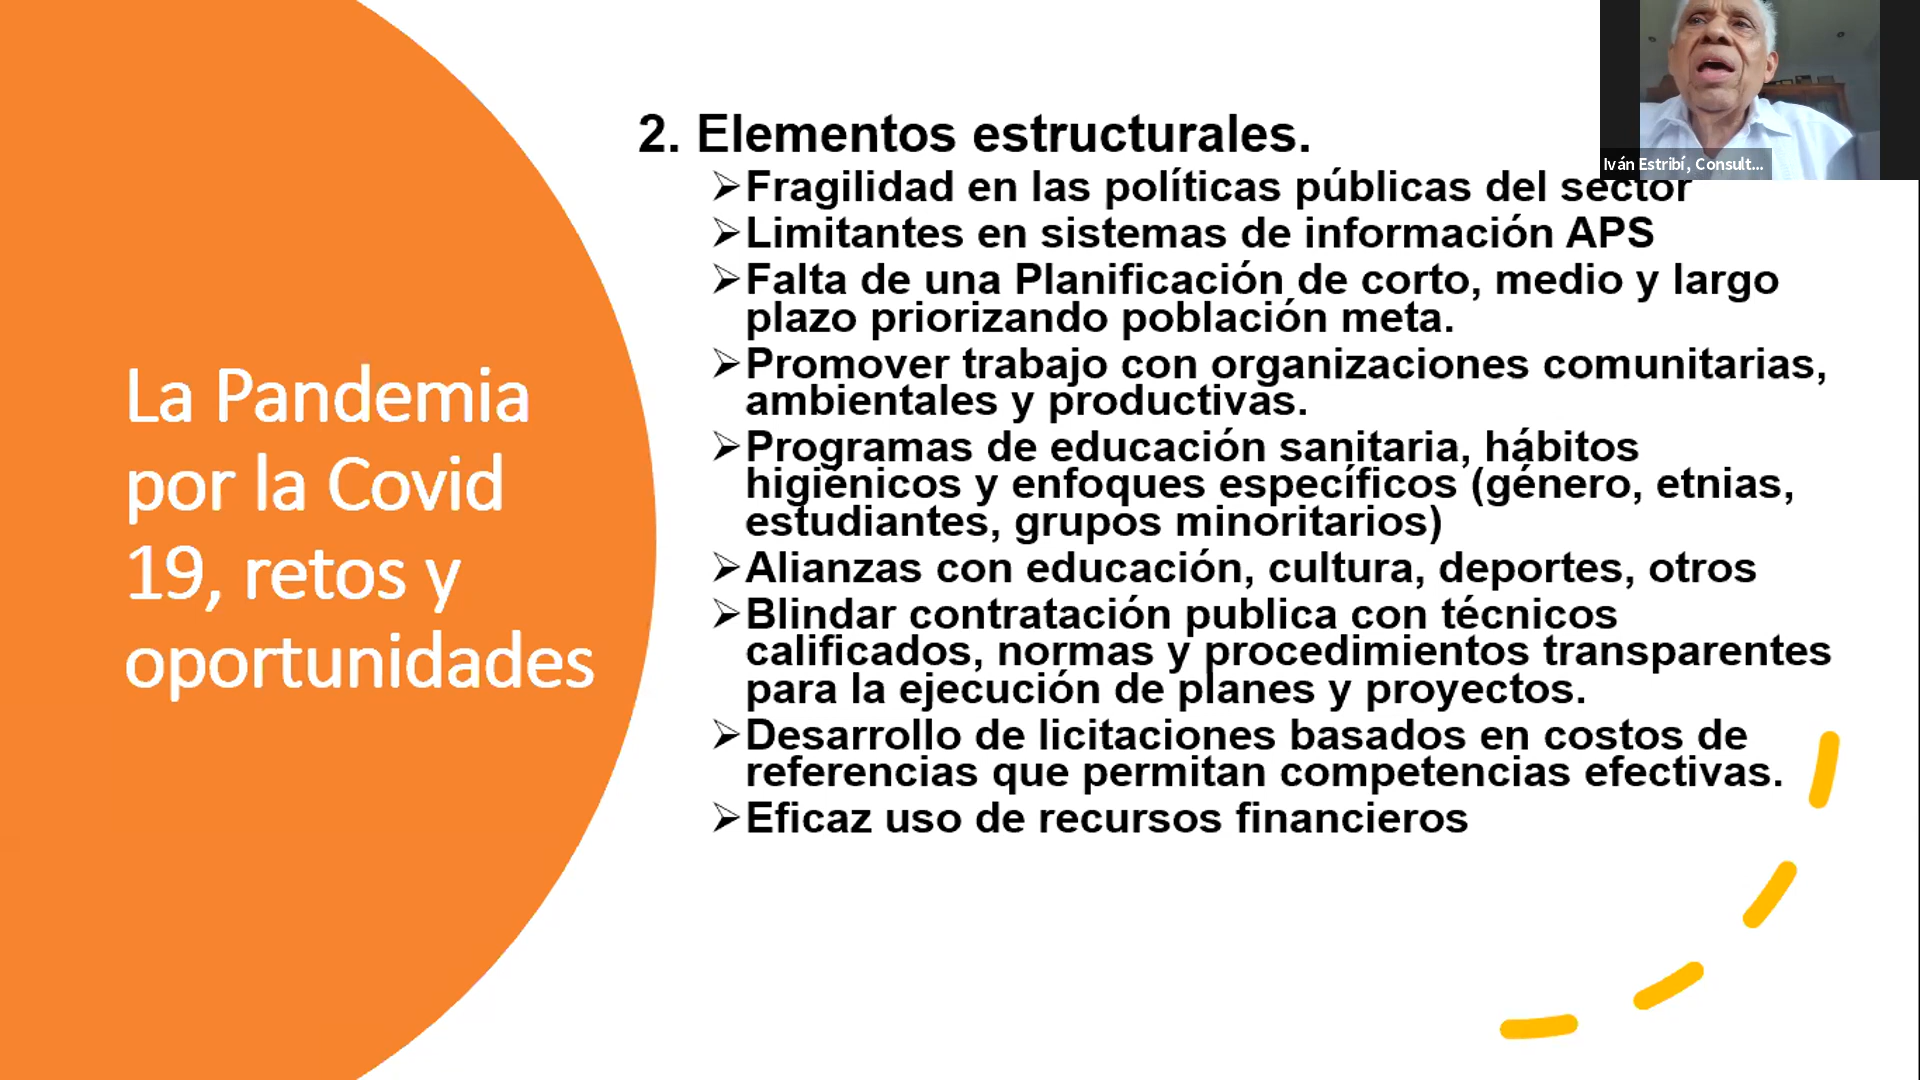 La Pandemia
por la Covid
19, retos y
oportunidades
2. Elementos estructurales.
➢Fragilidad en las políticas públicas del sector
➢Limitantes en sistemas de información APS
➢Falta de una Planificación de corto, medio y largo
plazo priorizando población meta.
➢Promover trabajo con organizaciones comunitarias,
ambientales y productivas.
➢Programas de educación sanitaria, hábitos
higiénicos y enfoques específicos (género, etnias,
estudiantes, grupos minoritarios)
➢Alianzas con educación, cultura, deportes, otros
➢Blindar contratación publica con técnicos
calificados, normas y procedimientos transparentes
para la ejecución de planes y proyectos.
➢Desarrollo de licitaciones basados en costos de
referencias que permitan competencias efectivas.
➢Eficaz uso de recursos financieros
Iván Estribí, Consult...